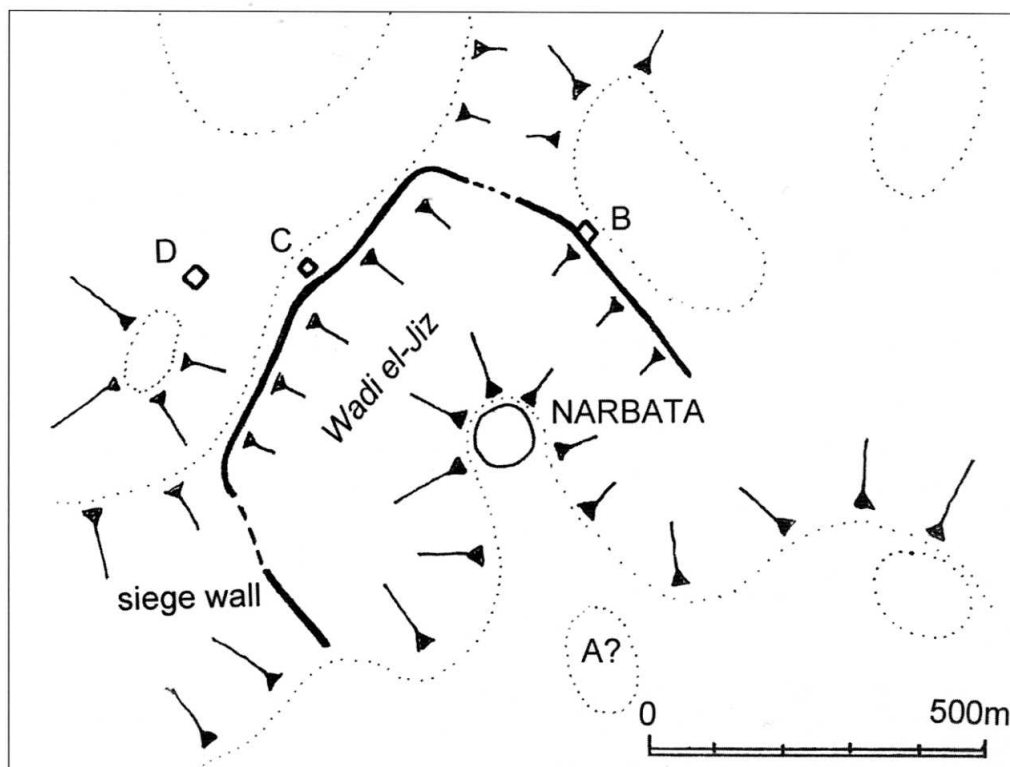 B
C
D
Wadi el-Jiz
NARBATA
siege wall
A?
0 500m